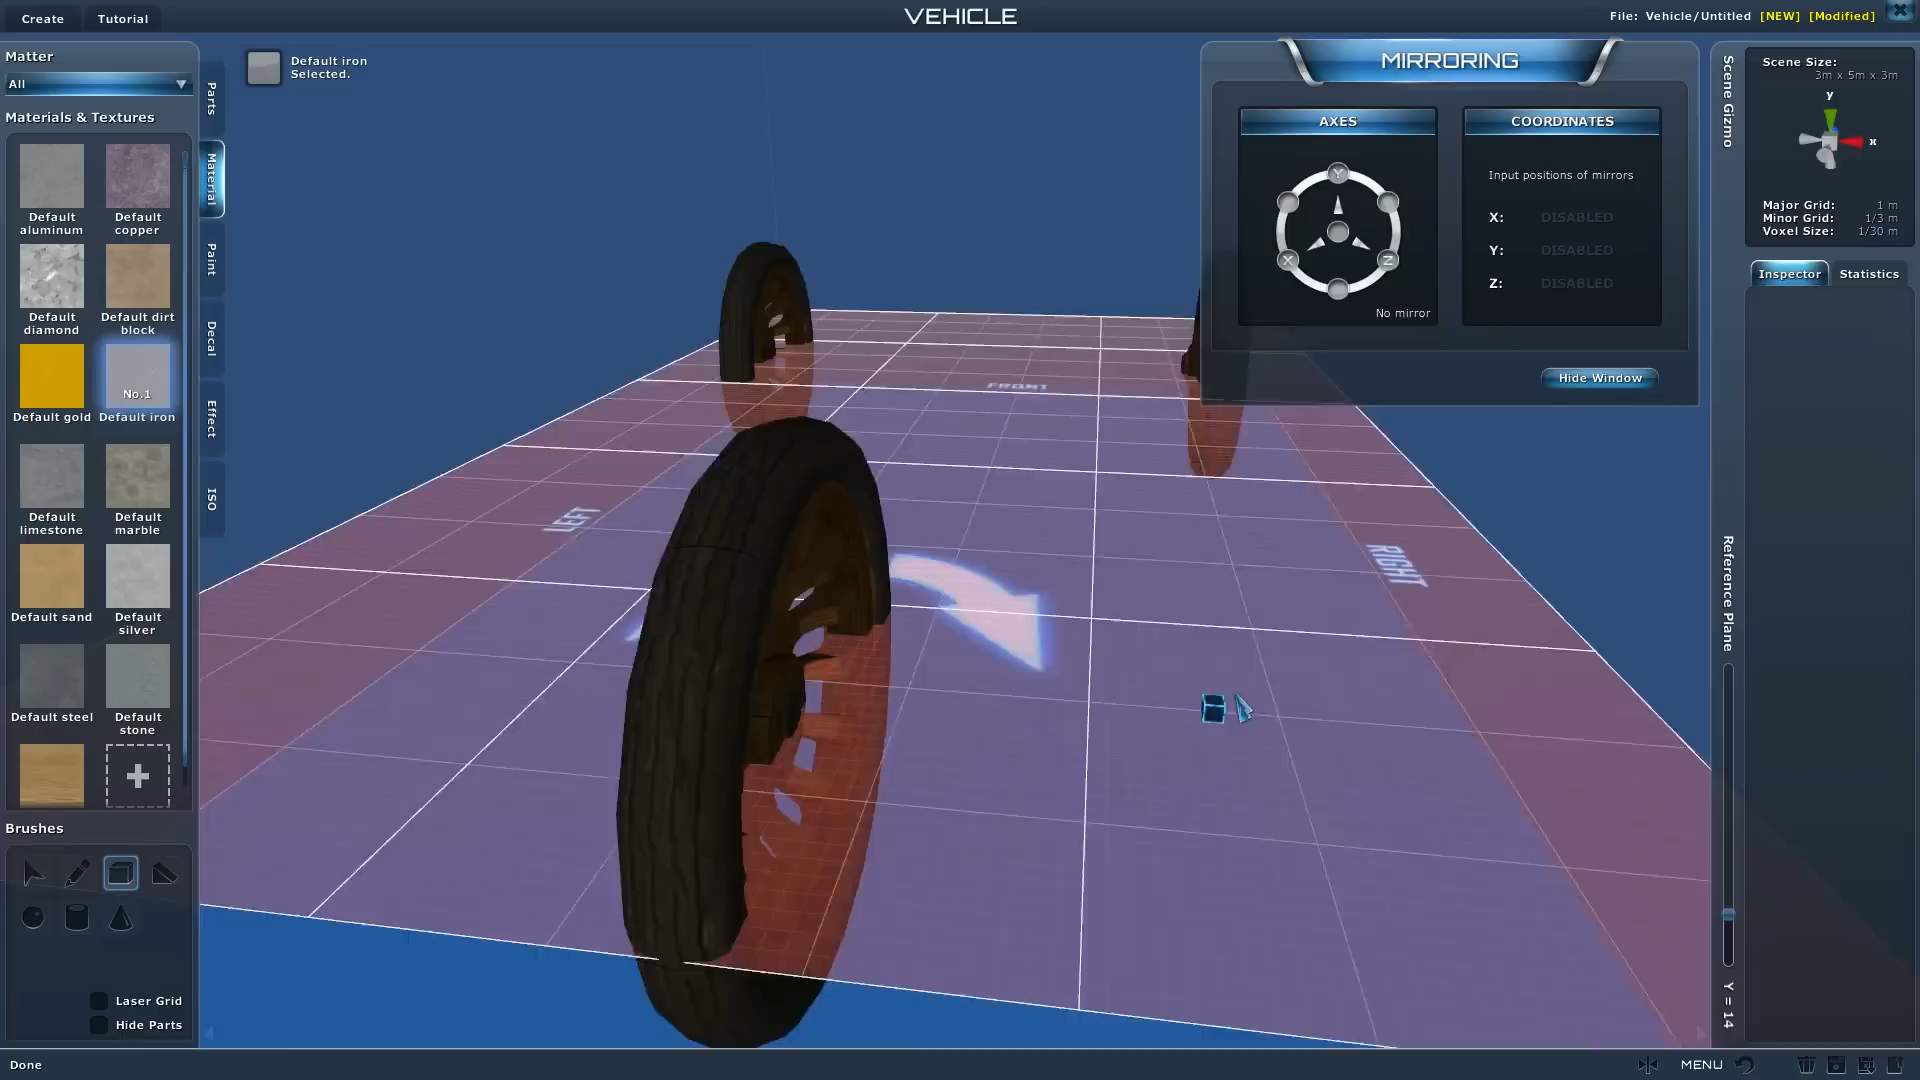 Create
Tutorial
VEHICLE
File: Vehicle/Untitled [NEW] [Modified]
Matter
All
Materials & Textures
Default aluminum
Default copper
Default diamond
Default dirt block
Default gold
No.1
Default iron
Default limestone
Default marble
Default sand
Default silver
Default steel
Default stone
Brushes
Laser Grid
Hide Parts
Done
Parts
Material
Paint
Decal
Effect
ISO
Default iron
Selected.
FRONT
LEFT
RIGHT
MIRRORING
AXES
Y
X
Z
No mirror
COORDINATES
Input positions of mirrors
X: DISABLED
Y: DISABLED
Z: DISABLED
Hide Window
Scene Gizmo
Scene Size:
3m x 5m x 3m
y
x
Major Grid: 1 m
Minor Grid: 1/3 m
Voxel Size: 1/30 m
Inspector
Statistics
Reference Plane
Y = 14
MENU